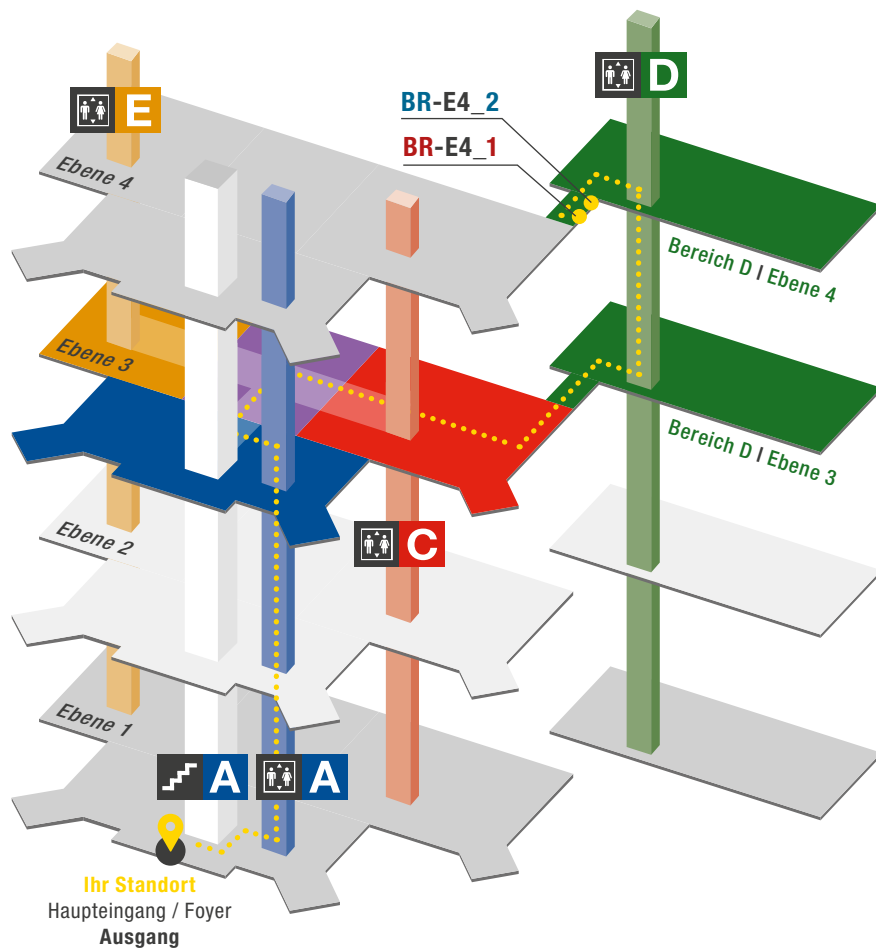 D
E
BR-E4_2
BR-E4_1
Ebene 4
Bereich D I Ebene 4
Ebene 3
Bereich D I Ebene 3
Ebene 2
C
Ebene 1
A
A
Ihr Standort
Haupteingang / Foyer
Ausgang